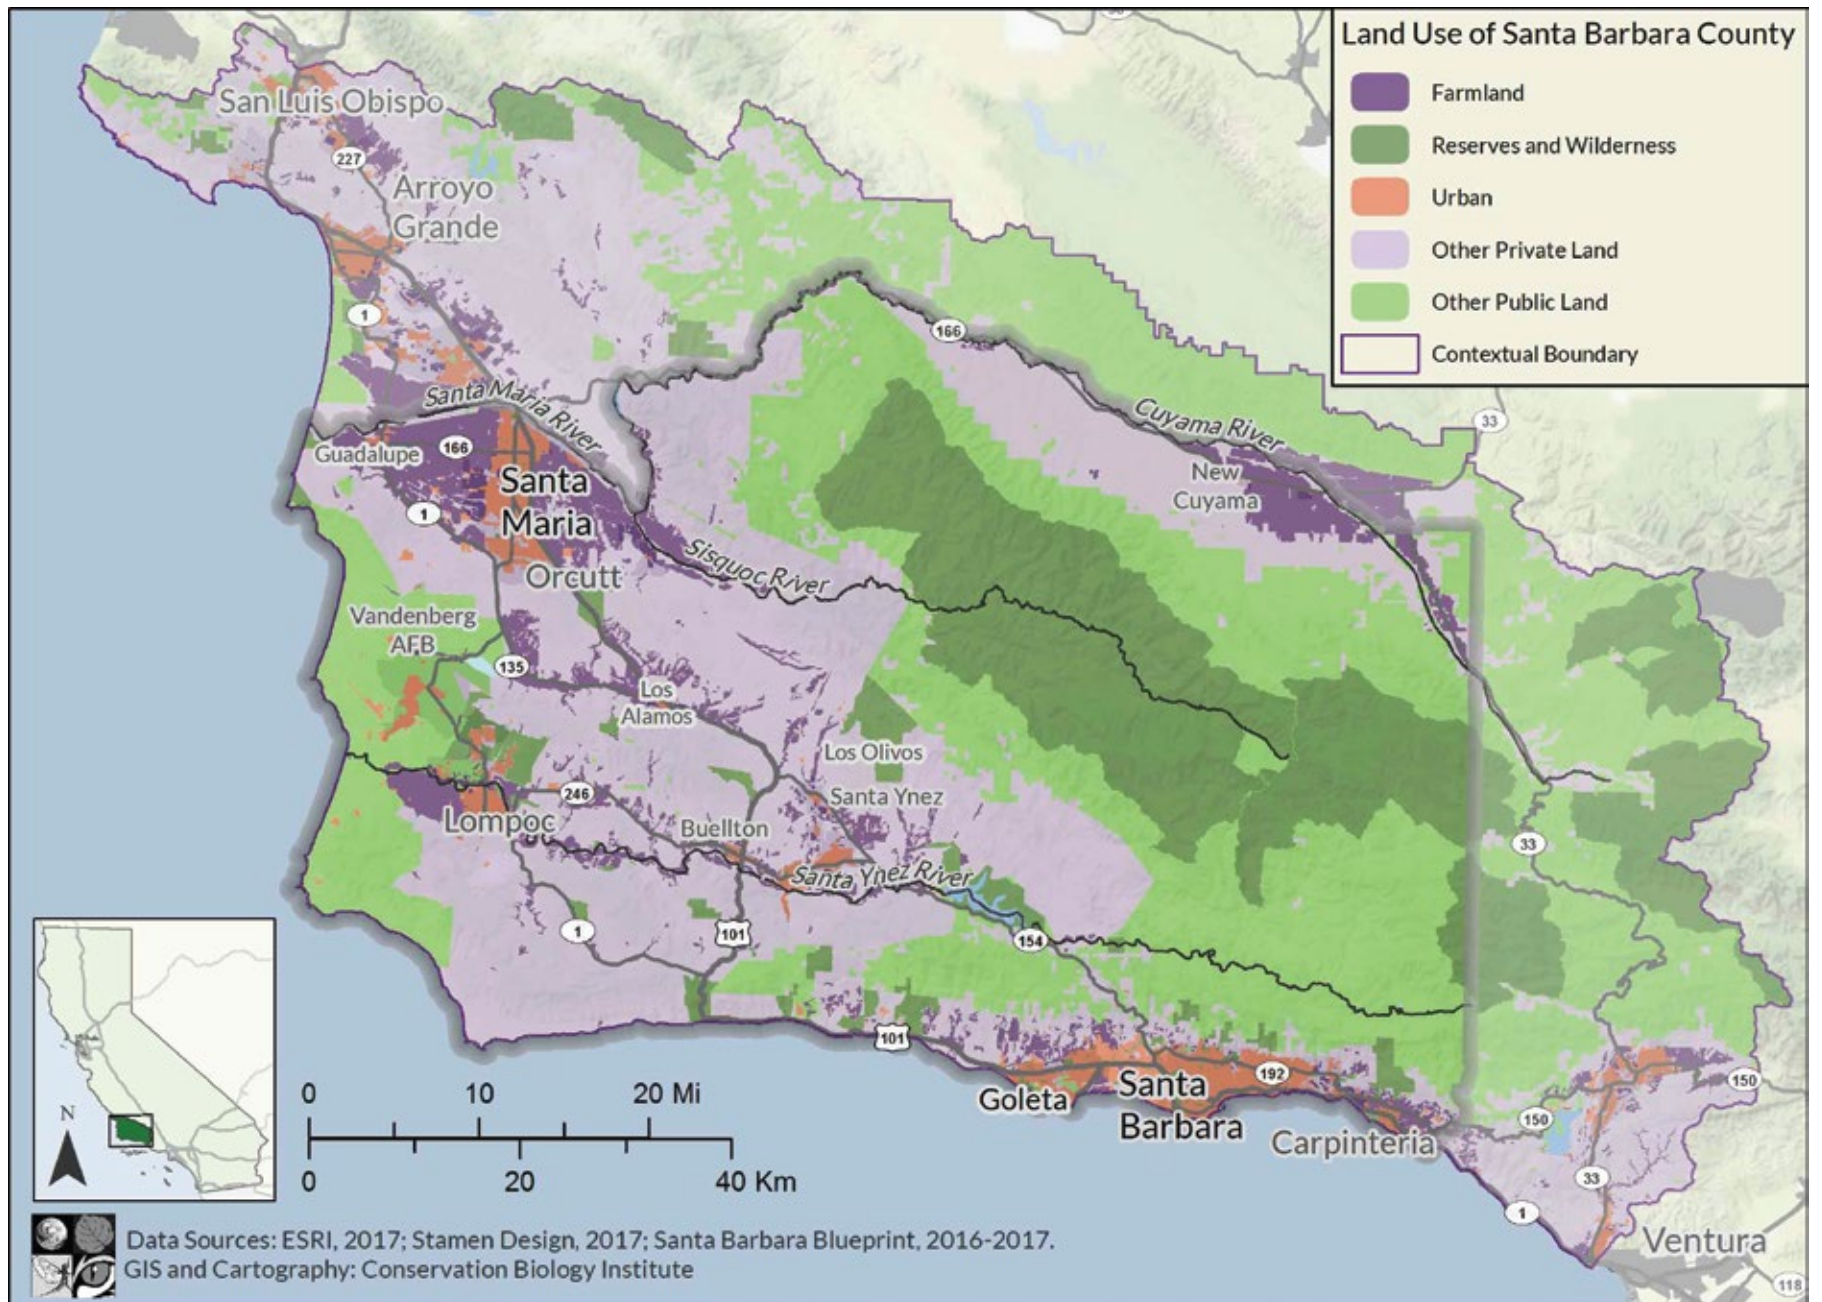 Land Use of Santa Barbara County
Farmland
Reserves and Wilderness
Urban
Other Private Land
Other Public Land
Contextual Boundary
San Luis Obispo
227
Arroyo
Grande
1
166
33
Santa Maria River
Cuyama River
Guadalupe
166
New
Cuyama
Santa
Maria
1
Sisquoc River
Orcutt
Vandenberg
AFB
135
Los
Alamos
Los Olivos
246
Santa Ynez
Lompoc
Buellton
33
Santa Ynez River
1
101
154
101
192
Goleta
Santa
Barbara
150
150
Carpinteria
33
1
Ventura
118
N
0 10 20 Mi
0 20 40 Km
Data Sources: ESRI, 2017; Stamen Design, 2017; Santa Barbara Blueprint, 2016-2017.
GIS and Cartography: Conservation Biology Institute